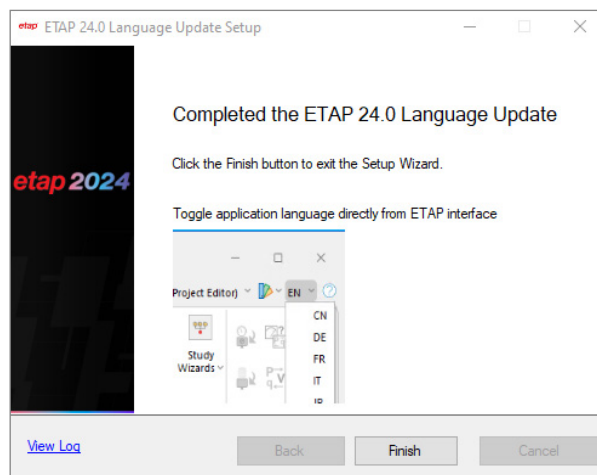 etap ETAP 24.0 Language Update Setup
Completed the ETAP 24.0 Language Update
Click the Finish button to exit the Setup Wizard.
etap 2024
Toggle application language directly from ETAP interface
Project Editor)
EN
CN
DE
Study
Wizards
FR
IT
View Log
Back
Finish
Cancel